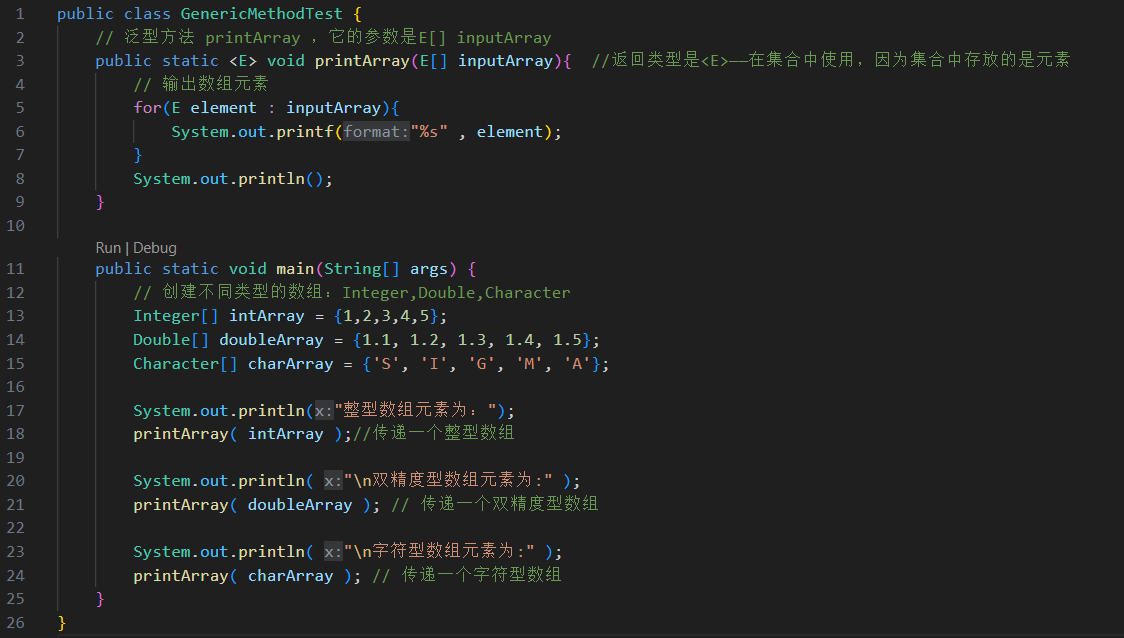 1 public class GenericMethodTest {
2 // 泛型方法 printArray ，它的参数是E[] inputArray
3 public static <E> void printArray(E[] inputArray){ //返回类型是<E>——在集合中使用，因为集合中存放的是元素
4 // 输出数组元素
5 for(E element : inputArray){
6 System.out.printf(format:"%s" , element);
7 }
8 System.out.println();
9 }
10
Run | Debug
11 public static void main(String[] args) {
12 // 创建不同类型的数组：Integer,Double,Character
13 Integer[] intArray = {1,2,3,4,5};
14 Double[] doubleArray = {1.1, 1.2, 1.3, 1.4, 1.5};
15 Character[] charArray = {'S', 'I', 'G', 'M', 'A'};
16
17 System.out.println(x:"整型数组元素为：");
18 printArray( intArray );//传递一个整型数组
19
20 System.out.println( x:"\n双精度型数组元素为:" );
21 printArray( doubleArray ); // 传递一个双精度型数组
22
23 System.out.println( x:"\n字符型数组元素为:" );
24 printArray( charArray ); // 传递一个字符型数组
25 }
26 }